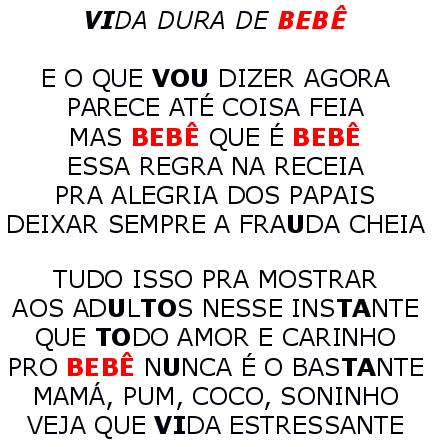 VIDA DURA DE BEBÊ
E O QUE VOU DIZER AGORA
PARECE ATÉ COISA FEIA
MAS BEBÊ QUE É BEBÊ
ESSA REGRA NA RECEIA
PRA ALEGRIA DOS PAPAIS
DEIXAR SEMPRE A FRAUDA CHEIA
TUDO ISSO PRA MOSTRAR
AOS ADULTOS NESSE INSTANTE
QUE TODO AMOR E CARINHO
PRO BEBÊ NUNCA É O BASTANTE
MAMÁ, PUM, COCO, SONINHO
VEJA QUE VIDA ESTRESSANTE